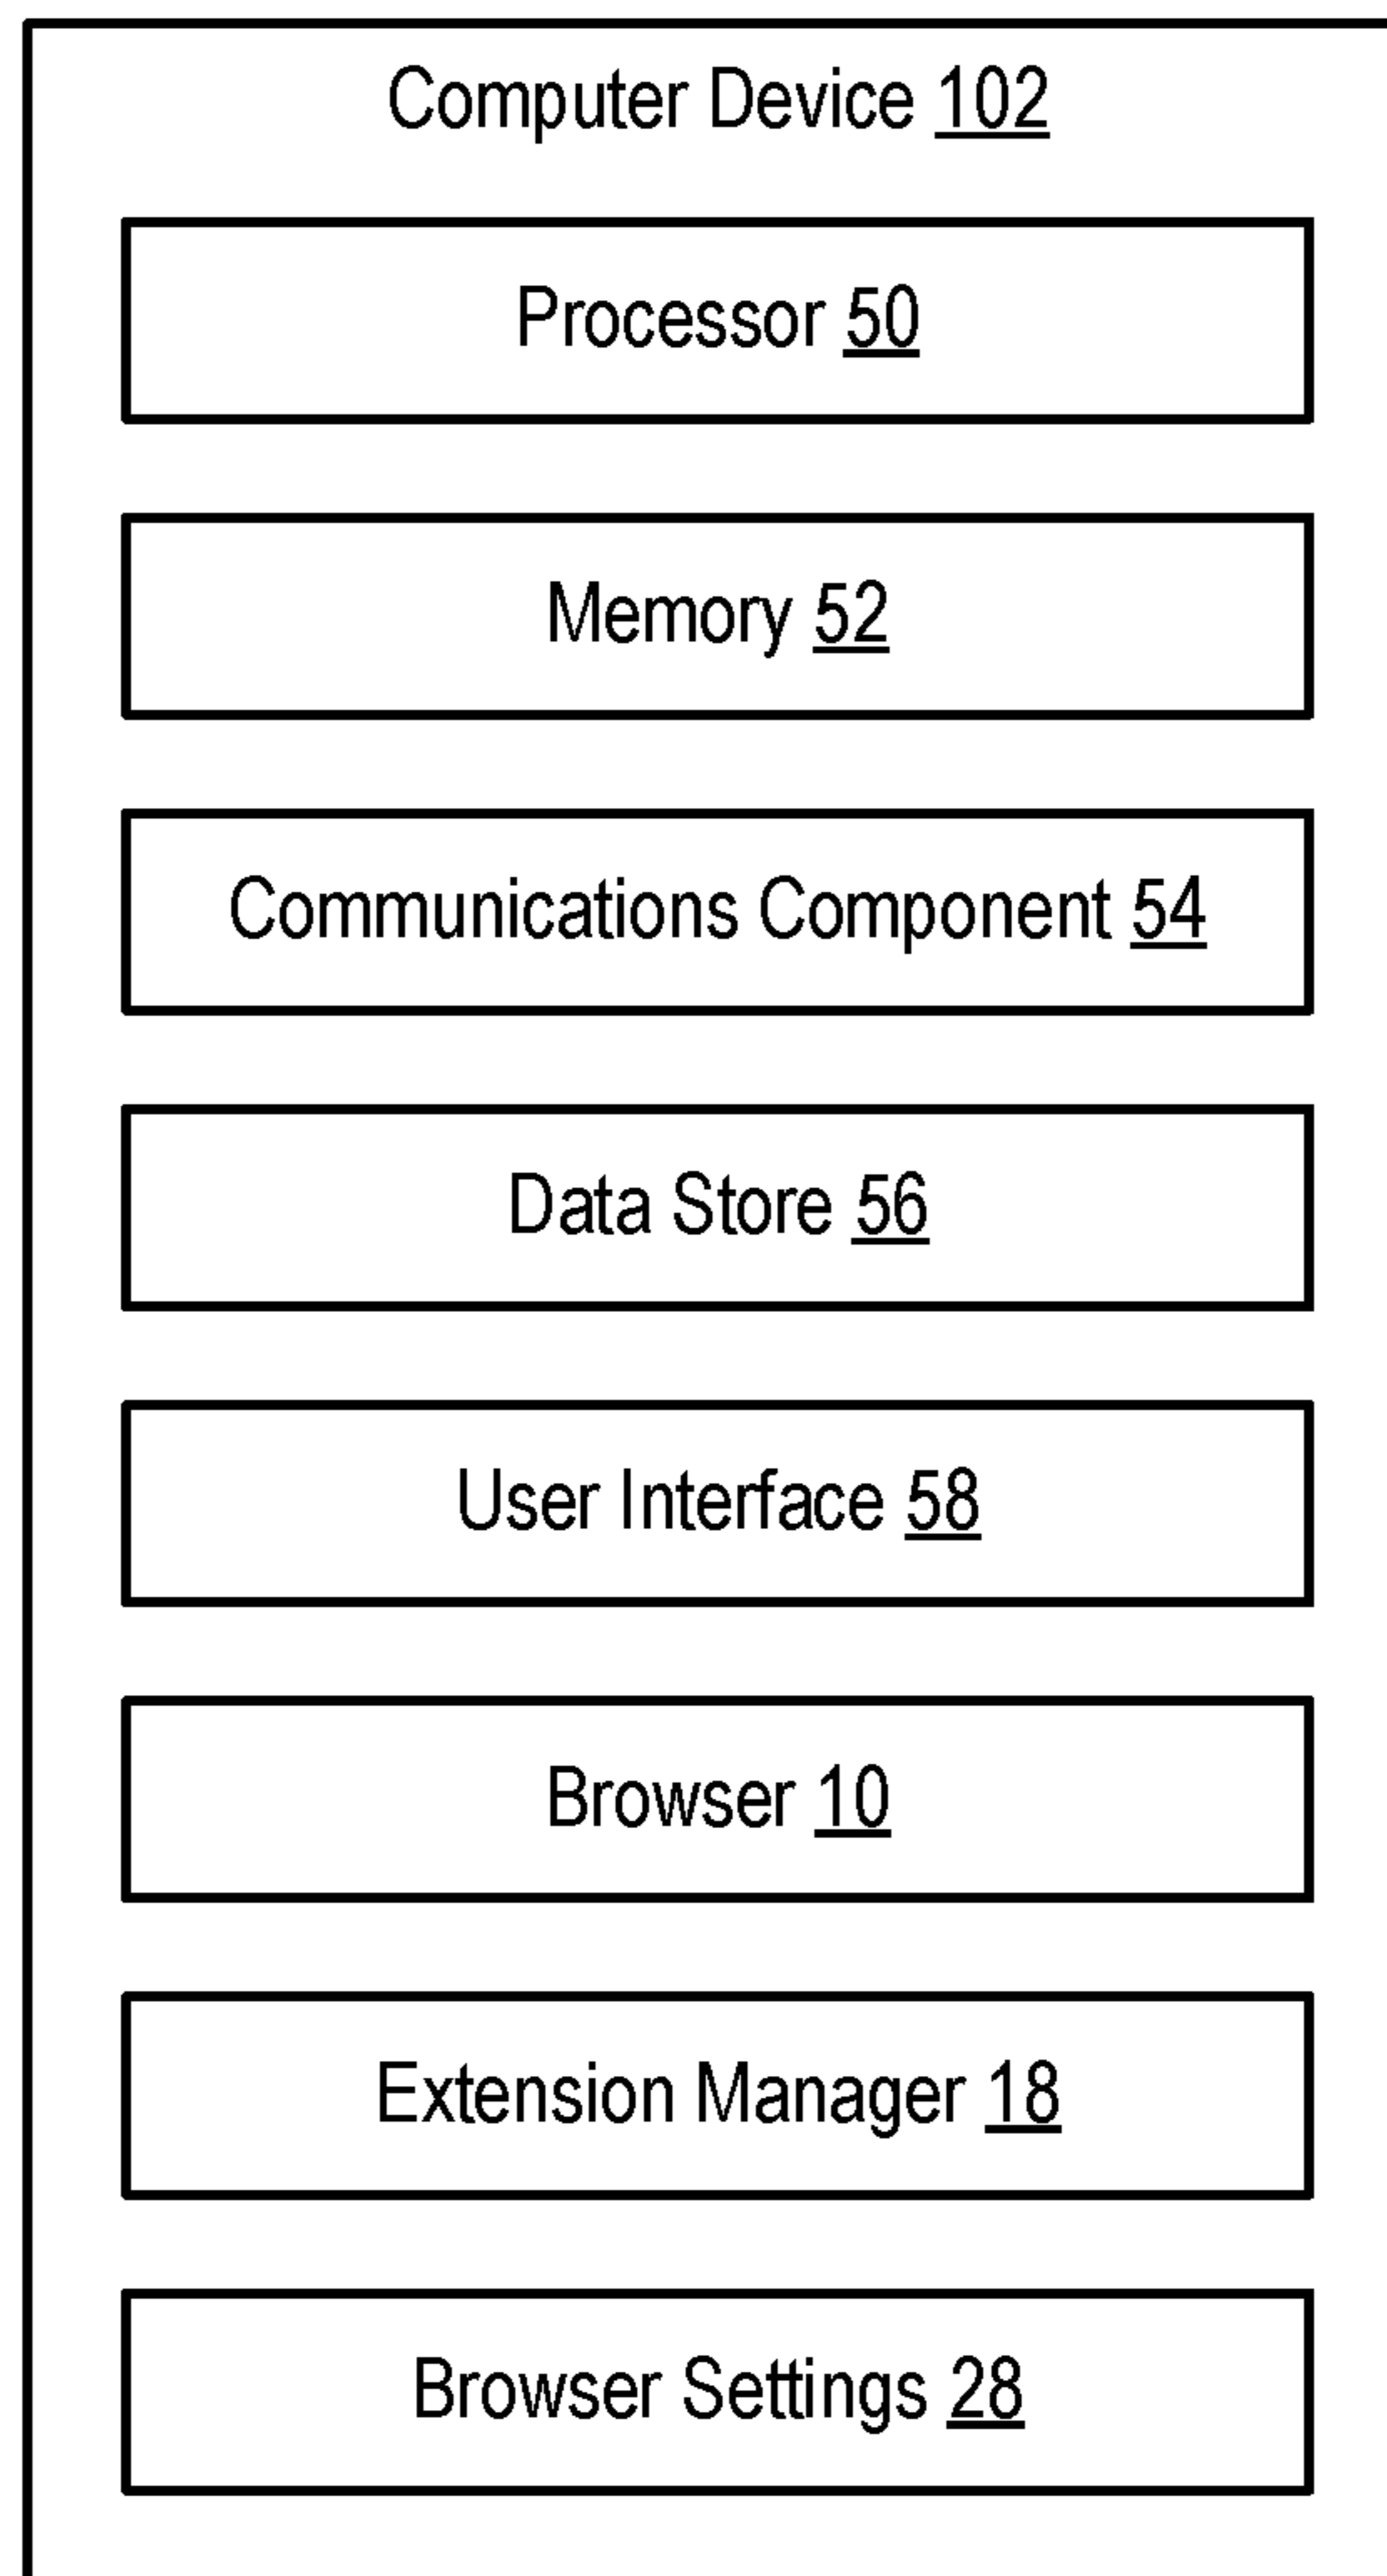 Computer Device 102
Processor 50
Memory 52
Communications Component 54
Data Store 56
User Interface 58
Browser 10
Extension Manager 18
Browser Settings 28